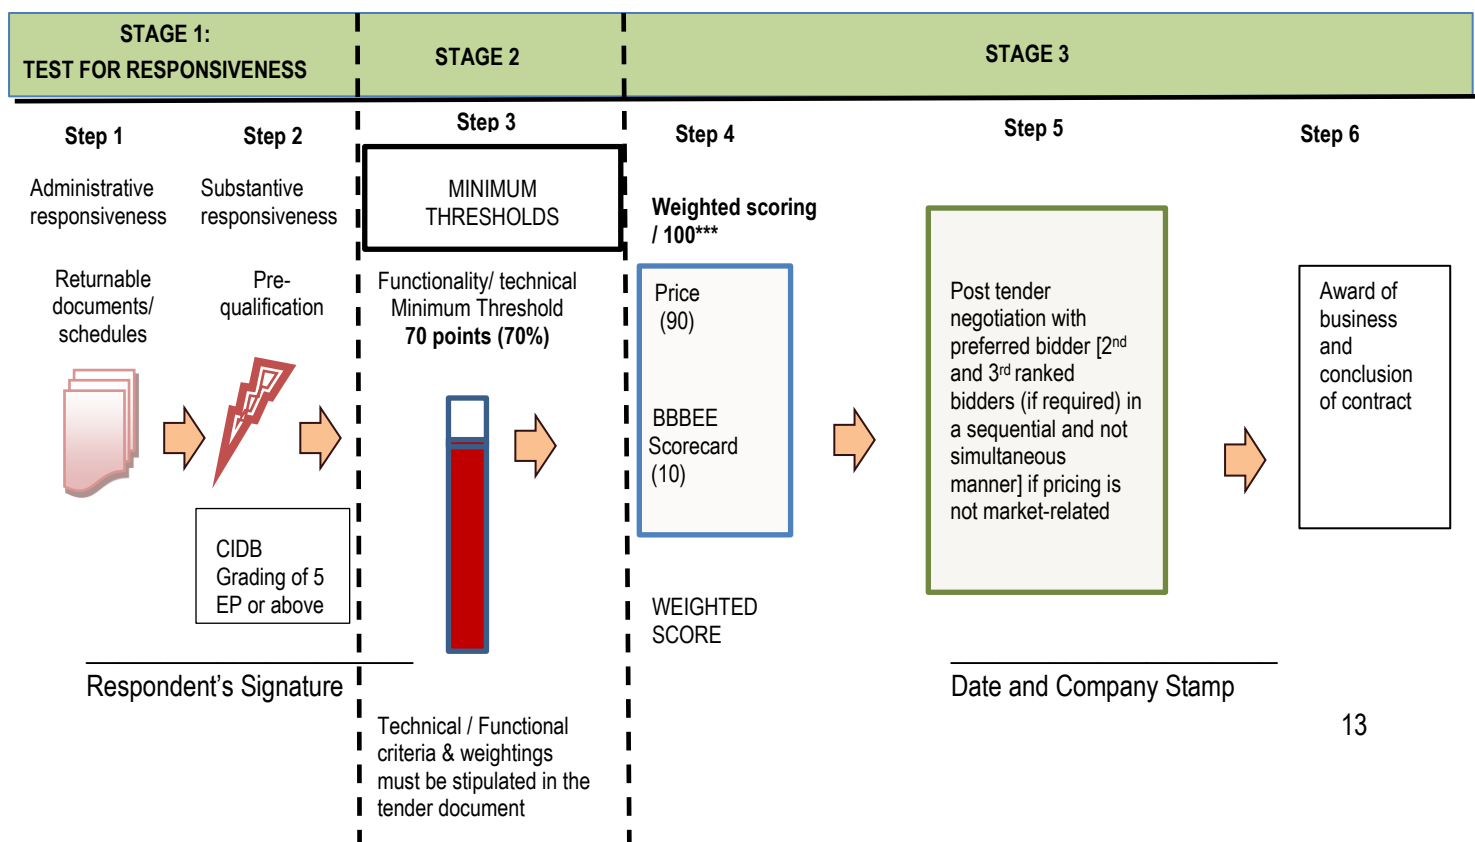 STAGE 1:
TEST FOR RESPONSIVENESS
STAGE 2
STAGE 3
Step 1
Administrative
responsiveness
Returnable
documents/
schedules
Step 2
Substantive
responsiveness
Pre-
qualification
CIDB
Grading of 5
EP or above
Step 3
MINIMUM
THRESHOLDS
Functionality/ technical
Minimum Threshold
70 points (70%)
Technical / Functional
criteria & weightings
must be stipulated in the
tender document
Step 4
Weighted scoring
/ 100***
Price
(90)
BBBEE
Scorecard
(10)
WEIGHTED
SCORE
Step 5
Post tender
negotiation with
preferred bidder [2nd
and 3rd ranked
bidders (if required) in
a sequential and not
simultaneous
manner] if pricing is
not market-related
Step 6
Award of
business
and
conclusion
of contract
Respondent’s Signature
Date and Company Stamp
13